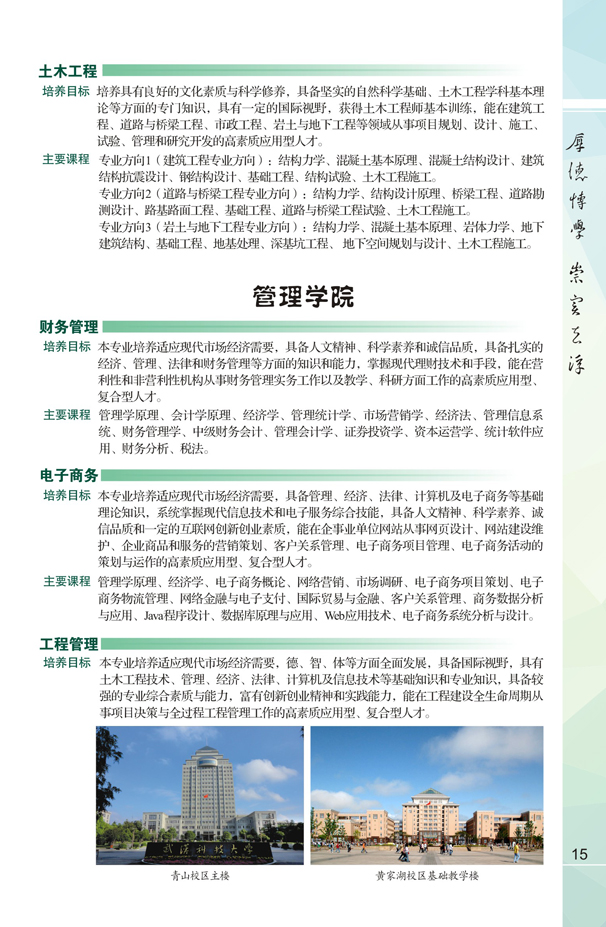 土木工程
培养目标 培养具有良好的文化素质与科学修养，具备坚实的自然科学基础、土木工程学科基本理
论等方面的专门知识，具有一定的国际视野，获得土木工程师基本训练，能在建筑工
程、道路与桥梁工程、市政工程、岩土与地下工程等领域从事项目规划、设计、施工、
试验、管理和研究开发的高素质应用型人才。
主要课程 专业方向1（建筑工程专业方向）：结构力学、混凝土基本原理、混凝土结构设计、建筑
结构抗震设计、钢结构设计、基础工程、结构试验、土木工程施工。
专业方向2（道路与桥梁工程专业方向）：结构力学、结构设计原理、桥梁工程、道路勘
测设计、路基路面工程、基础工程、道路与桥梁工程试验、土木工程施工。
专业方向3（岩土与地下工程专业方向）：结构力学、混凝土基本原理、岩体力学、地下
建筑结构、基础工程、地基处理、深基坑工程、地下空间规划与设计、土木工程施工。
管理学院
财务管理
培养目标 本专业培养适应现代市场经济需要，具备人文精神、科学素养和诚信品质，具备扎实的
经济、管理、法律和财务管理等方面的知识和能力，掌握现代理财技术和手段，能在营
利性和非营利性机构从事财务管理实务工作以及教学、科研方面工作的高素质应用型、
复合型人才。
主要课程 管理学原理、会计学原理、经济学、管理统计学、市场营销学、经济法、管理信息系
统、财务管理学、中级财务会计、管理会计学、证券投资学、资本运营学、统计软件应
用、财务分析、税法。
电子商务
培养目标 本专业培养适应现代市场经济需要，具备管理、经济、法律、计算机及电子商务等基础
理论知识，系统掌握现代信息技术和电子服务综合技能，具备人文精神、科学素养、诚
信品质和一定的互联网创新创业素质，能在企事业单位网站从事网页设计、网站建设维
护、企业商品和服务的营销策划、客户关系管理、电子商务项目管理、电子商务活动的
策划与运作的高素质应用型、复合型人才。
主要课程 管理学原理、经济学、电子商务概论、网络营销、市场调研、电子商务项目策划、电子
商务物流管理、网络金融与电子支付、国际贸易与金融、客户关系管理、商务数据分析
与应用、Java程序设计、数据库原理与应用、Web应用技术、电子商务系统分析与设计。
工程管理
培养目标 本专业培养适应现代市场经济需要，德、智、体等方面全面发展，具备国际视野，具有
土木工程技术、管理、经济、法律、计算机及信息技术等基础知识和专业知识，具备较
强的专业综合素质与能力，富有创新创业精神和实践能力，能在工程建设全生命周期从
事项目决策与全过程工程管理工作的高素质应用型、复合型人才。
武汉科技大学
青山校区主楼
黄家湖校区基础教学楼
厚德博学 崇实去浮
15